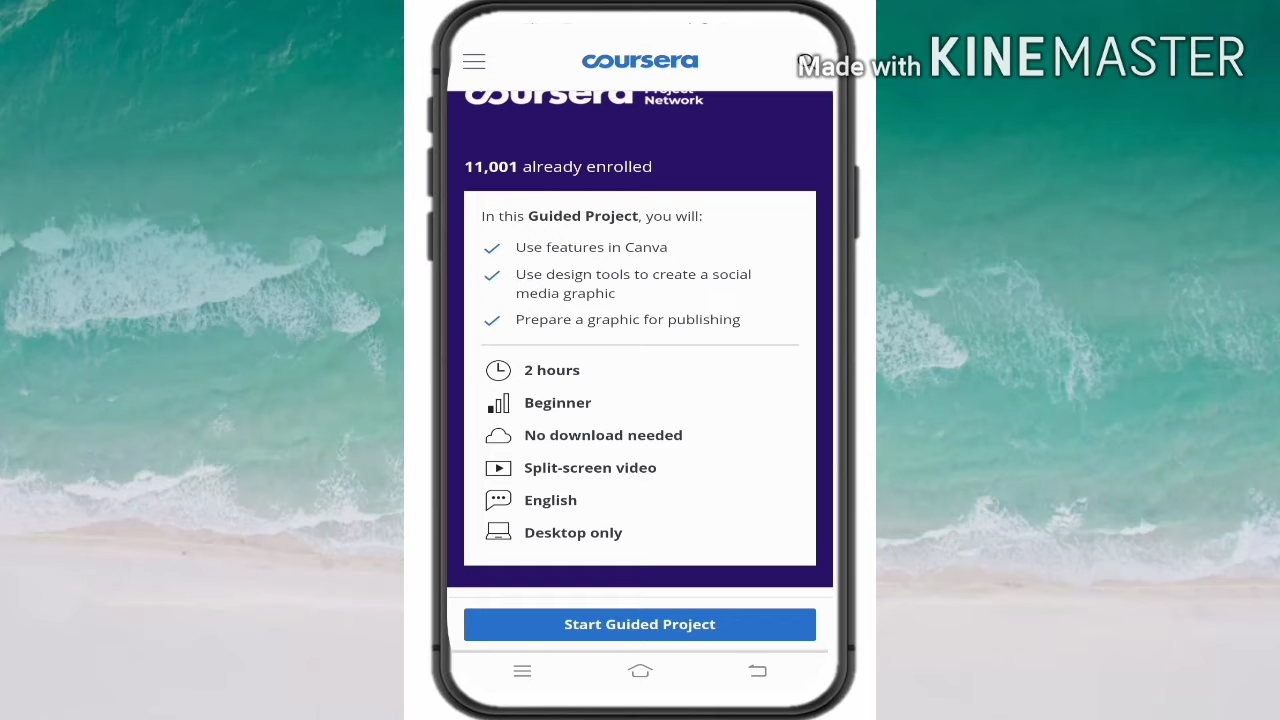 coursera
Made with KINEMASTER
coursera Project Network
11,001 already enrolled
In this Guided Project, you will:
Use features in Canva
Use design tools to create a social
media graphic
Prepare a graphic for publishing
2 hours
Beginner
No download needed
Split-screen video
English
Desktop only
Start Guided Project